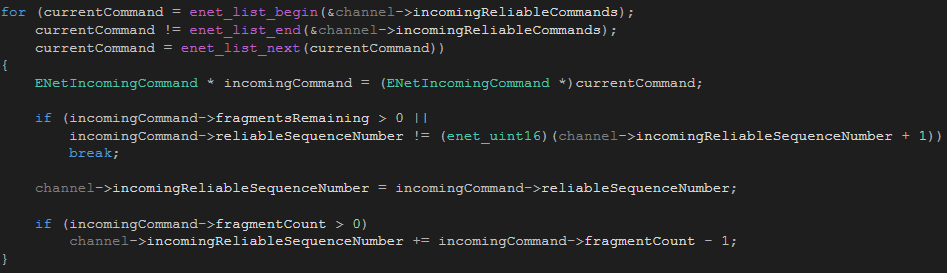 for (currentCommand = enet_list_begin(&channel->incomingReliableCommands);
currentCommand != enet_list_end(&channel->incomingReliableCommands);
currentCommand = enet_list_next(currentCommand))
{
ENetIncomingCommand * incomingCommand = (ENetIncomingCommand *)currentCommand;
if (incomingCommand->fragmentsRemaining > 0 ||
incomingCommand->reliableSequenceNumber != (enet_uint16)(channel->incomingReliableSequenceNumber + 1))
break;
channel->incomingReliableSequenceNumber = incomingCommand->reliableSequenceNumber;
if (incomingCommand->fragmentCount > 0)
channel->incomingReliableSequenceNumber += incomingCommand->fragmentCount - 1;
}